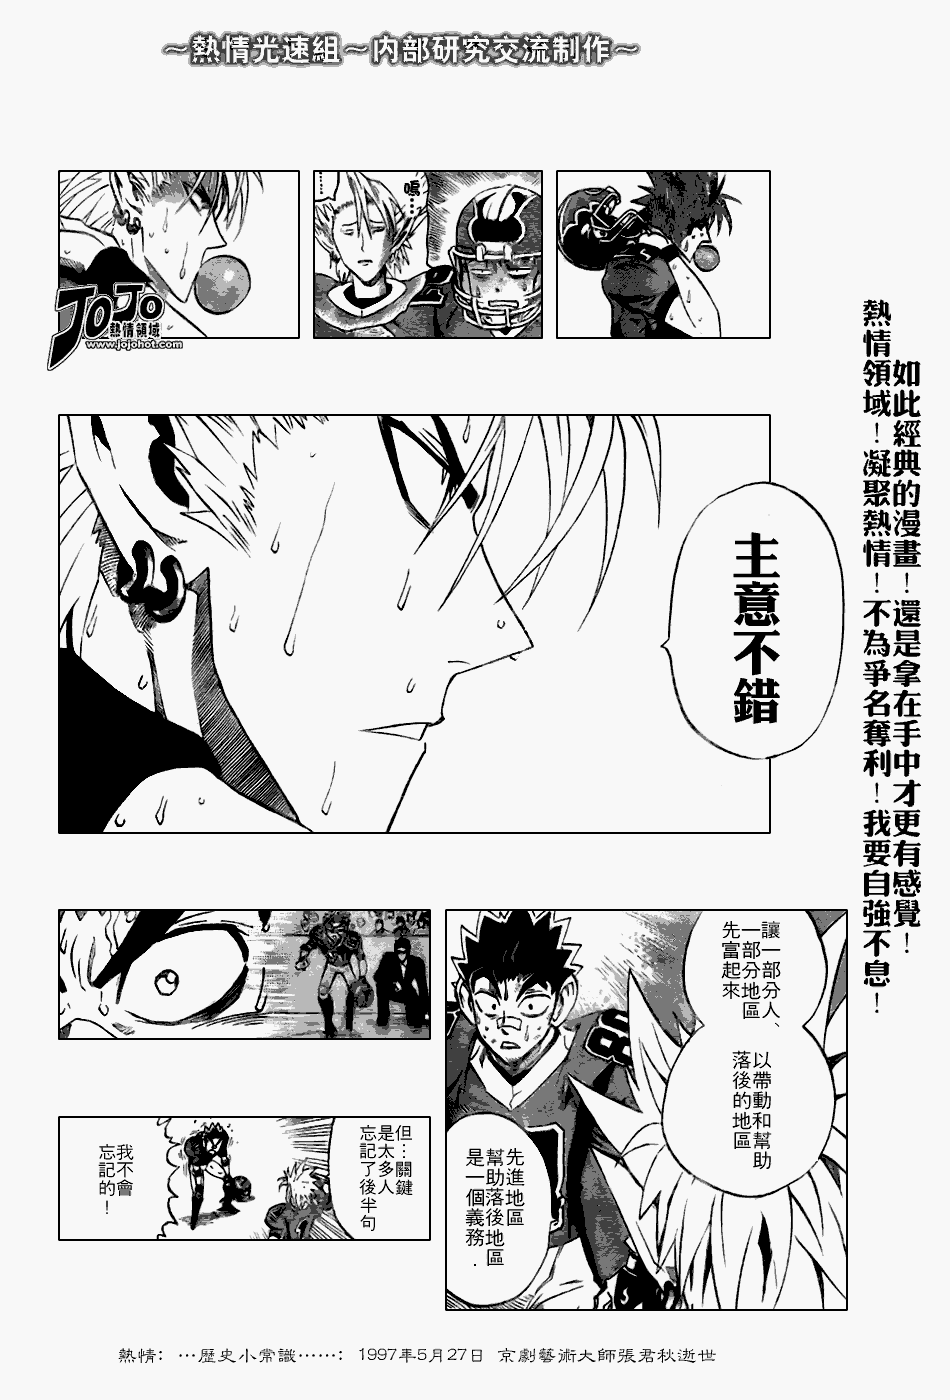 ～熱情光速組～内部研究交流制作～
嗚…
……
JOJO
熱情領域
www.jojohot.com
如此經典的漫畫！還是拿在手中才更有感覺！
熱情領域！凝聚熱情！不為爭名奪利！我要自強不息！
主意不錯
讓一部分人、
一部分地區
先富起來
以帶動和幫助
落後的地區
先進地區
幫助落後地區
是一個義務．
但…關鍵
是太多人
忘記了後半句
我不會
忘記的！
熱情：…歷史小常識……：1997年5月27日 京劇藝術大師張君秋逝世